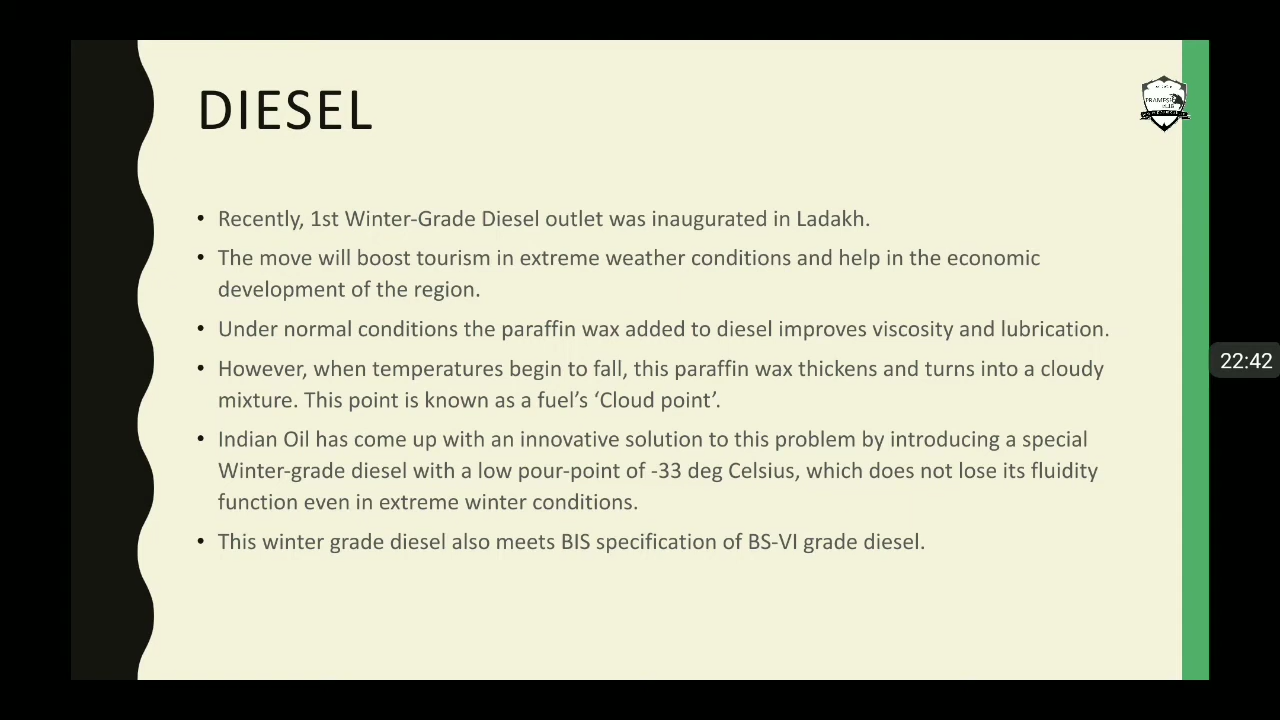 DIESEL
• Recently, 1st Winter-Grade Diesel outlet was inaugurated in Ladakh.
• The move will boost tourism in extreme weather conditions and help in the economic
development of the region.
• Under normal conditions the paraffin wax added to diesel improves viscosity and lubrication.
• However, when temperatures begin to fall, this paraffin wax thickens and turns into a cloudy
mixture. This point is known as a fuel’s ‘Cloud point’.
• Indian Oil has come up with an innovative solution to this problem by introducing a special
Winter-grade diesel with a low pour-point of -33 deg Celsius, which does not lose its fluidity
function even in extreme winter conditions.
• This winter grade diesel also meets BIS specification of BS-VI grade diesel.
22:42